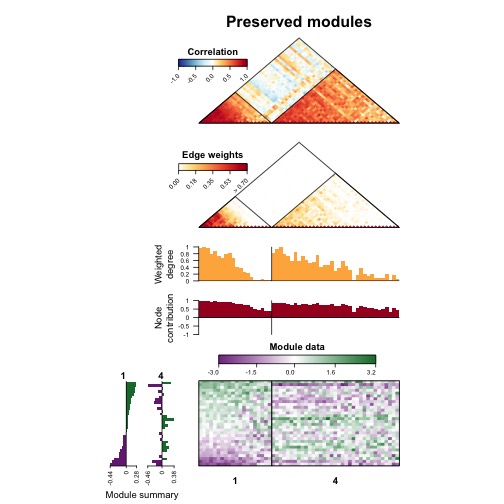 Preserved modules
Correlation
-1.0 -0.5 0.0 0.5 1.0
Edge weights
0.00 0.18 0.35 0.53 > 0.70
Weighted
degree
1
0.8
0.6
0.4
0.2
0
Node
contribution
1
0.5
0
-0.5
-1
Module data
-3.0 -1.5 0.0 1.6 3.2
1 4
-0.44 0 0.28 -0.46 0 0.38
Module summary
1 4